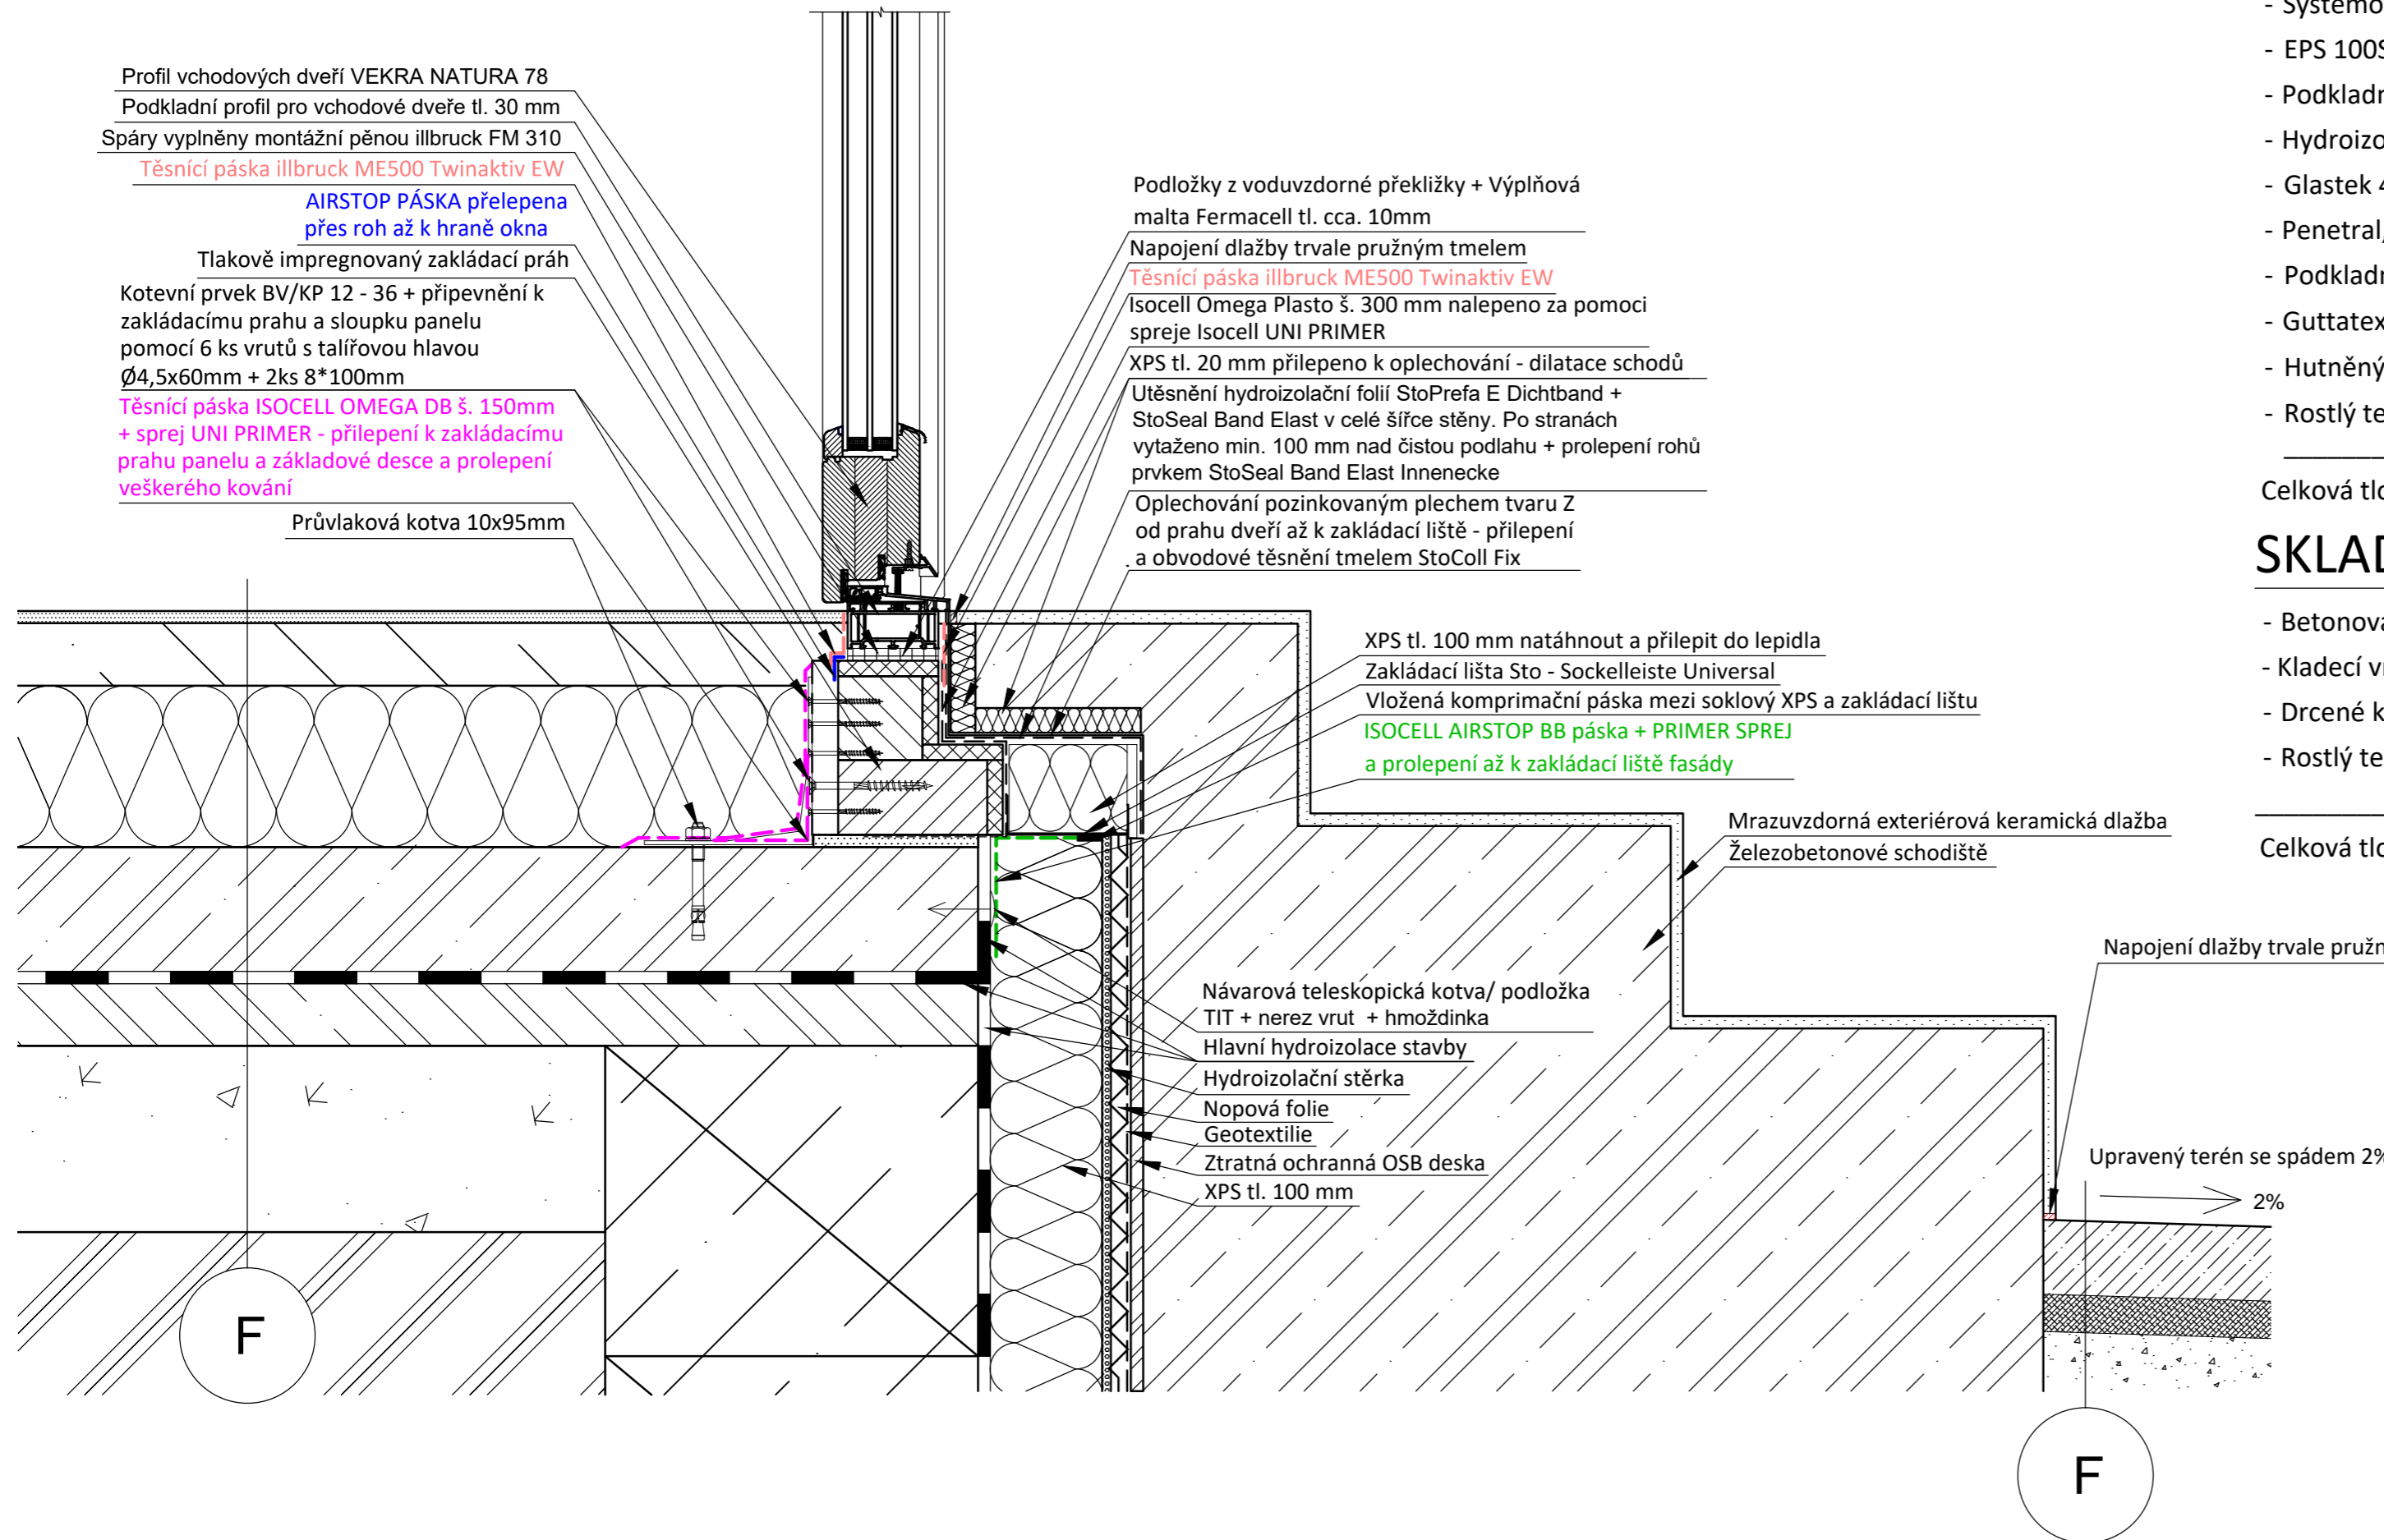 Profil vchodových dveří VEKRA NATURA 78
Podkladní profil pro vchodové dveře tl. 30 mm
Spáry vyplněny montážní pěnou illbruck FM 310
Těsnící páska illbruck ME500 Twinaktiv EW
AIRSTOP PÁSKA přelepena
přes roh až k hraně okna
Tlakově impregnovaný zakládací práh
Kotevní prvek BV/KP 12 - 36 + připevnění k
zakládacímu prahu a sloupku panelu
pomocí 6 ks vrutů s talířovou hlavou
Ø4,5x60mm + 2ks 8*100mm
Těsnící páska ISOCELL OMEGA DB š. 150mm
+ sprej UNI PRIMER - přilepení k zakládacímu
prahu panelu a základové desce a prolepení
veškerého kování
Průvlaková kotva 10x95mm
Podložky z voduvzdorné překližky + Výplňová
malta Fermacell tl. cca. 10mm
Napojení dlažby trvale pružným tmelem
Těsnící páska illbruck ME500 Twinaktiv EW
Isocell Omega Plasto š. 300 mm nalepeno za pomoci
spreje Isocell UNI PRIMER
XPS tl. 20 mm přilepeno k oplechování - dilatace schodů
Utěsnění hydroizolační folií StoPrefa E Dichtband +
StoSeal Band Elast v celé šířce stěny. Po stranách
vytaženo min. 100 mm nad čistou podlahu + prolepení rohů
prvkem StoSeal Band Elast Innenecke
Oplechování pozinkovaným plechem tvaru Z
od prahu dveří až k zakládací liště - přilepení
a obvodové těsnění tmelem StoColl Fix
XPS tl. 100 mm natáhnout a přilepit do lepidla
Zakládací lišta Sto - Sockelleiste Universal
Vložená komprimační páska mezi soklový XPS a zakládací lištu
ISOCELL AIRSTOP BB páska + PRIMER SPREJ
a prolepení až k zakládací liště fasády
Mrazuvzdorná exteriérová keramická dlažba
Železobetonové schodiště
Napojení dlažby trvale pružn
Návarová teleskopická kotva/ podložka
TIT + nerez vrut + hmoždinka
Hlavní hydroizolace stavby
Hydroizolační stěrka
Nopová folie
Geotextilie
Ztratná ochranná OSB deska
XPS tl. 100 mm
Upravený terén se spádem 2%
2%
F
F
- Systémo
- EPS 100S
- Podkladn
- Hydroizo
- Glastek 4
- Penetral,
- Podkladn
- Guttatex
- Hutněný
- Rostlý te
Celková tlo
SKLAD
- Betonová
- Kladecí vr
- Drcené k
- Rostlý te
Celková tlo